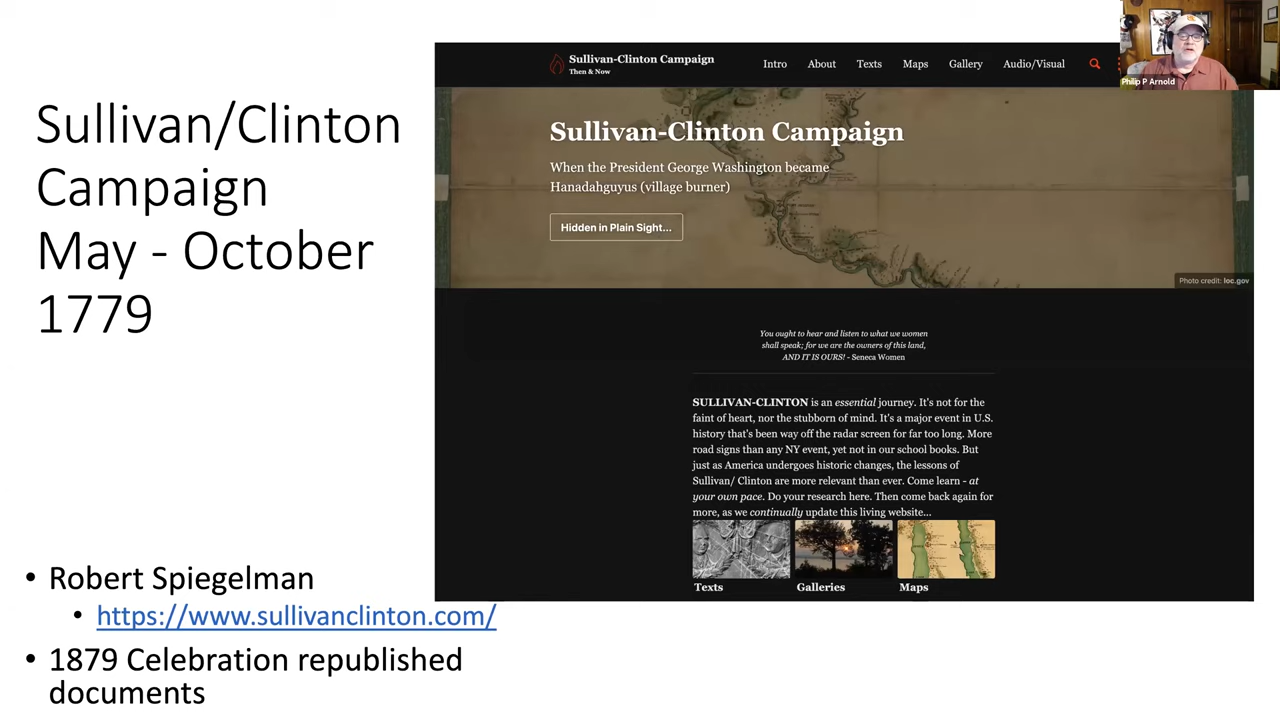 Sullivan/Clinton
Campaign
May - October
1779
• Robert Spiegelman
• https://www.sullivanclinton.com/
• 1879 Celebration republished
documents
Sullivan-Clinton Campaign
Then & Now
Intro About Texts Maps Gallery Audio/Visual
Philip P Arnold
Sullivan-Clinton Campaign
When the President George Washington became
Hanadahguyus (village burner)
Hidden in Plain Sight...
Photo credit: loc.gov
You ought to hear and listen to what we women
shall speak; for we are the owners of this land,
AND IT IS OURS! - Seneca Women
SULLIVAN-CLINTON is an essential journey. It's not for the
faint of heart, nor the stubborn of mind. It's a major event in U.S.
history that's been way off the radar screen for far too long. More
road signs than any NY event, yet not in our school books. But
just as America undergoes historic changes, the lessons of
Sullivan/ Clinton are more relevant than ever. Come learn - at
your own pace. Do your research here. Then come back again for
more, as we continually update this living website...
Texts Galleries Maps